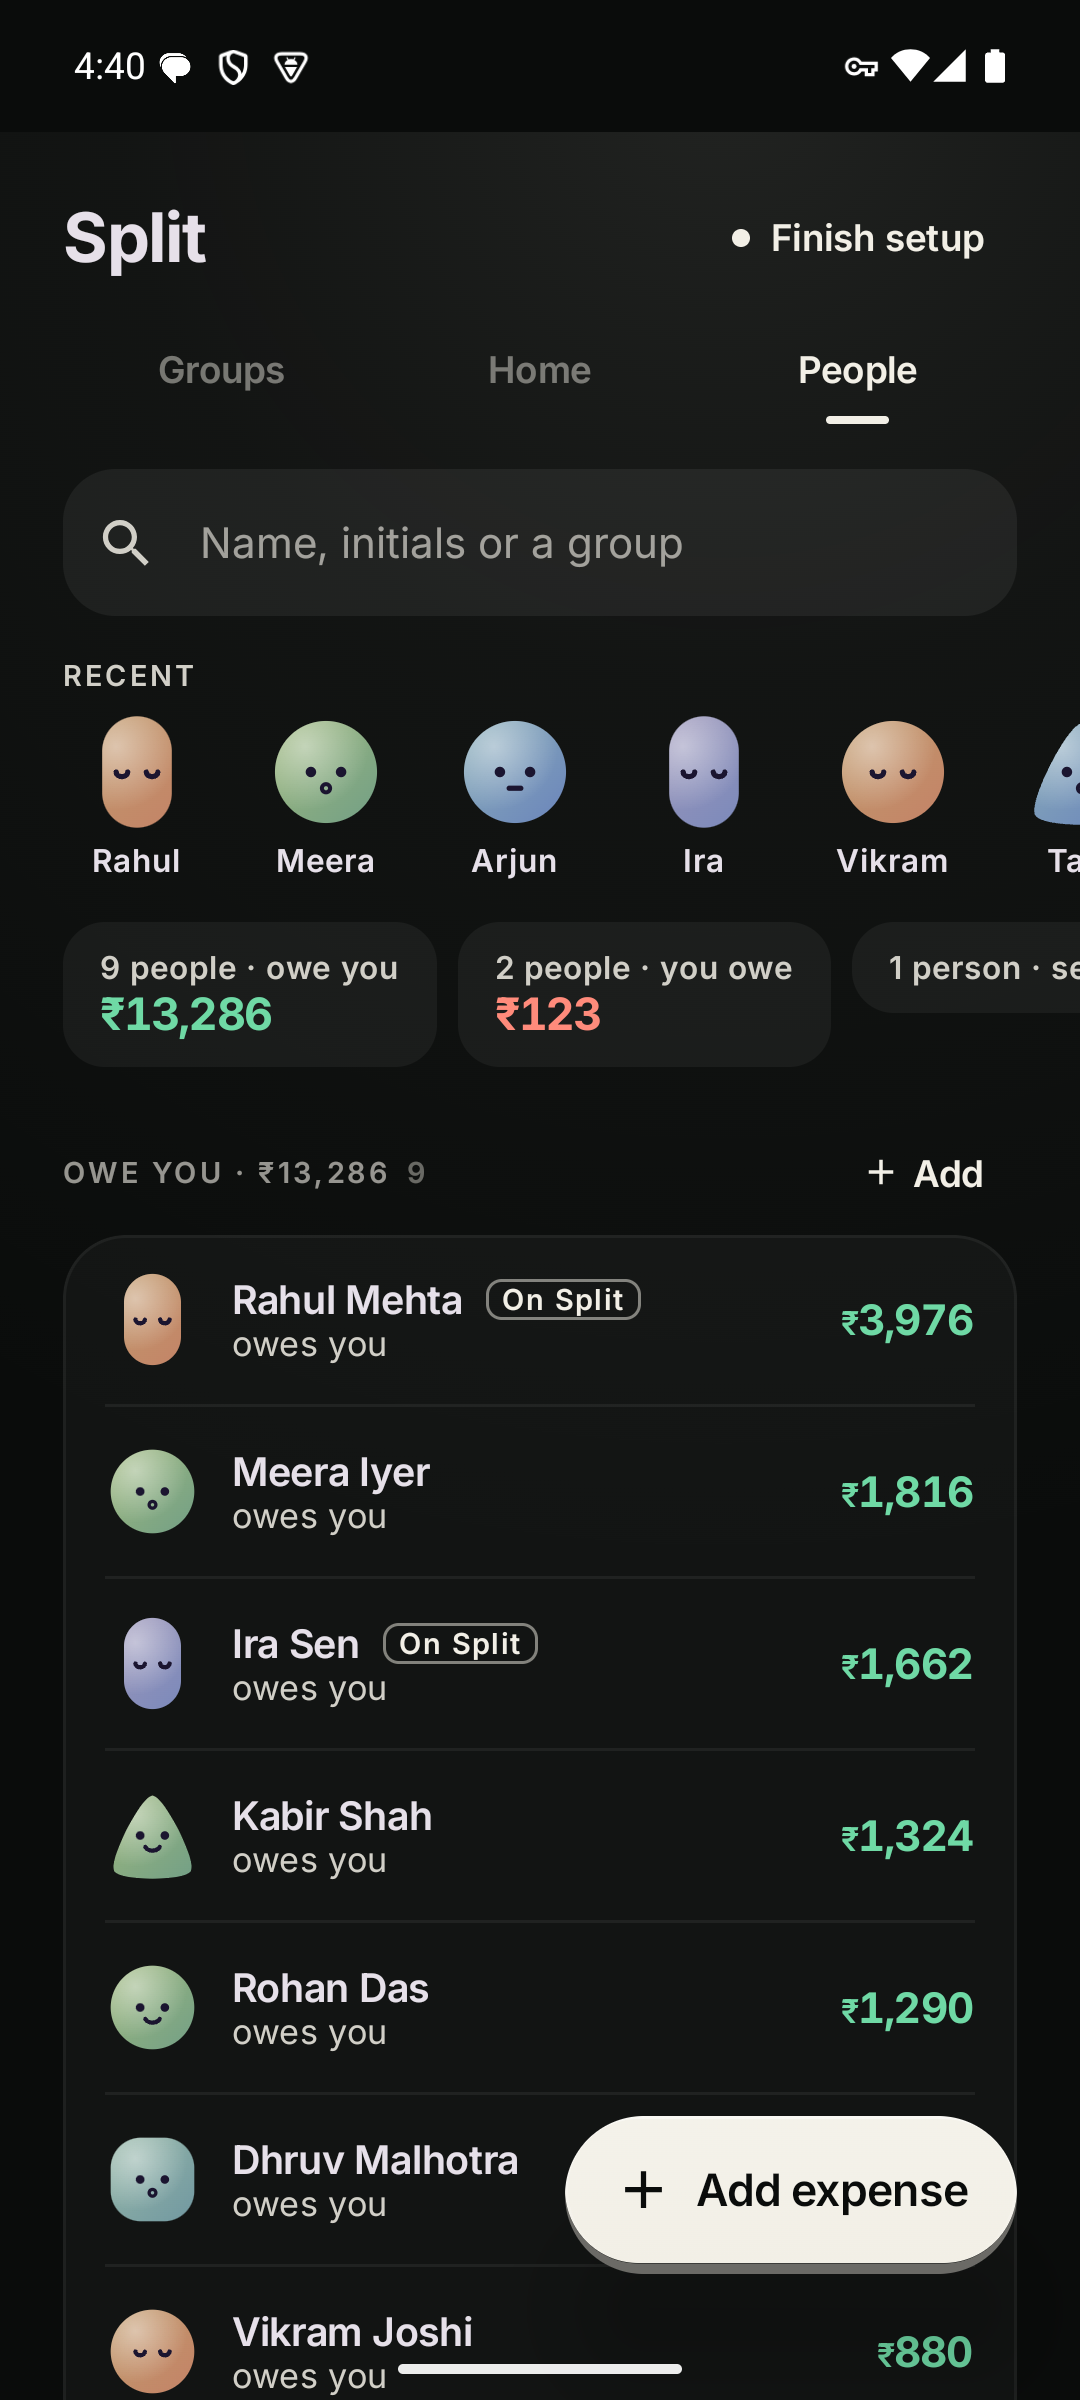 4:40
Split
Finish setup
Groups
Home
People
Name, initials or a group
RECENT
Rahul
Meera
Arjun
Ira
Vikram
Ta
9 people · owe you
₹13,286
2 people · you owe
₹123
1 person · se
OWE YOU · ₹13,286 9
+ Add
Rahul Mehta On Split
owes you
₹3,976
Meera Iyer
owes you
₹1,816
Ira Sen On Split
owes you
₹1,662
Kabir Shah
owes you
₹1,324
Rohan Das
owes you
₹1,290
Dhruv Malhotra
owes you
+ Add expense
Vikram Joshi
owes you
₹880